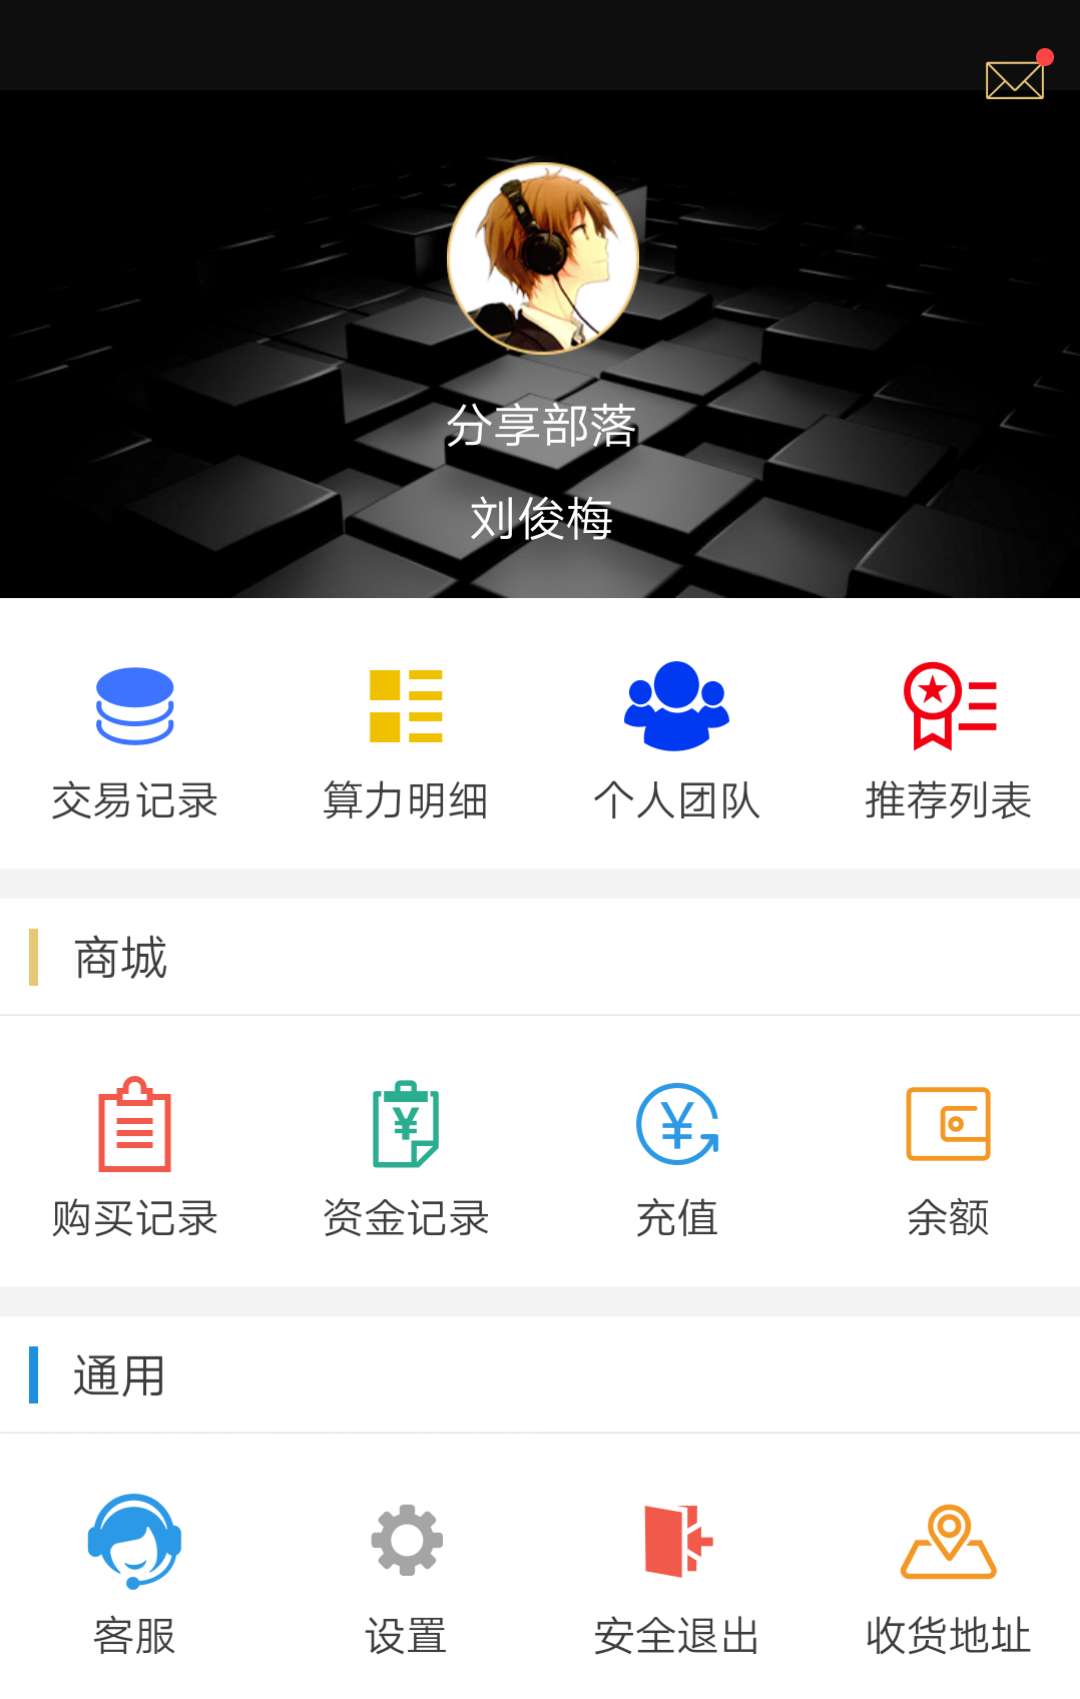 分享部落
刘俊梅
交易记录 算力明细 个人团队 推荐列表
商城
购买记录 资金记录 充值 余额
通用
客服 设置 安全退出 收货地址